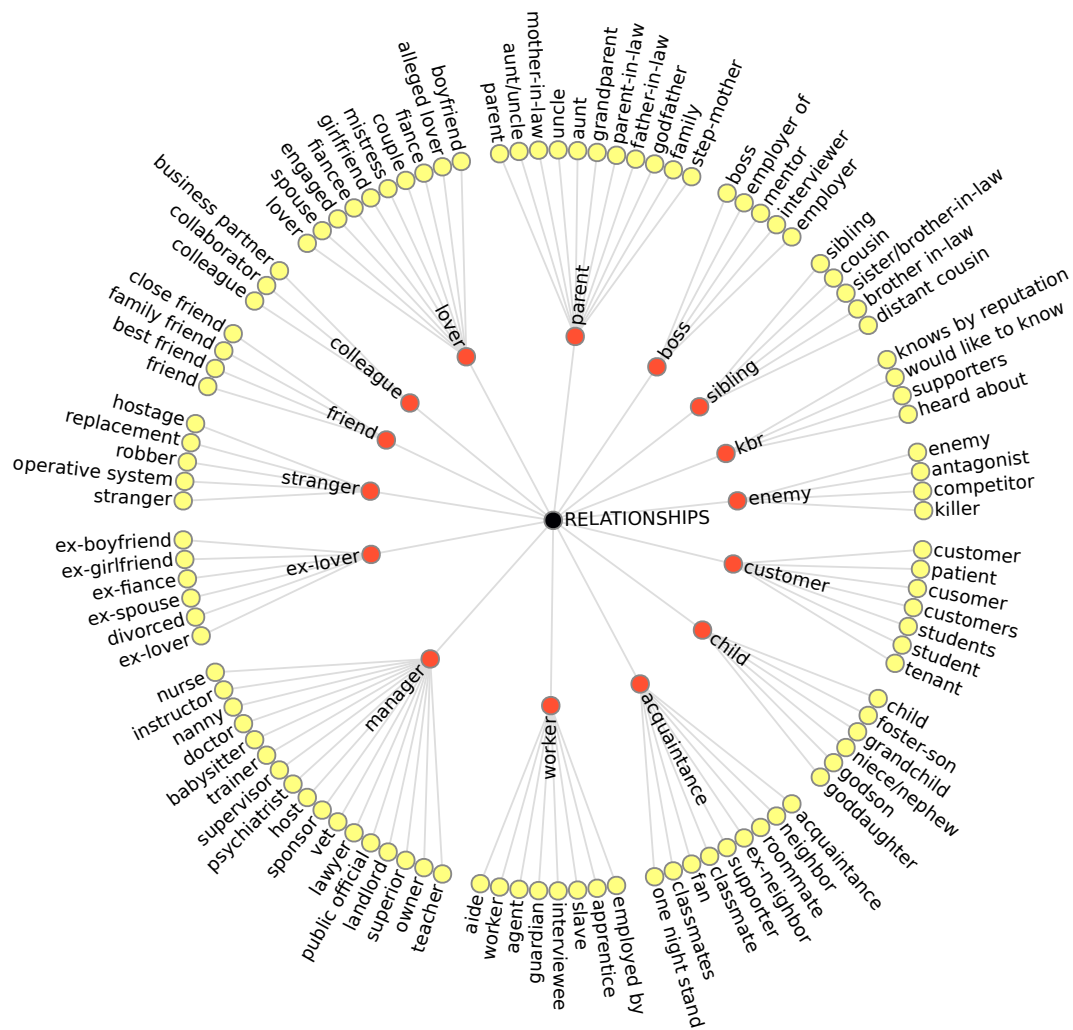 RELATIONSHIPS
parent
parent
aunt/uncle
mother-in-law
uncle
aunt
grandparent
parent-in-law
father-in-law
godfather
family
step-mother
boss
boss
employer of
mentor
interviewer
employer
sibling
sibling
cousin
sister/brother-in-law
brother in-law
distant cousin
kbr
knows by reputation
would like to know
supporters
heard about
enemy
enemy
antagonist
competitor
killer
customer
customer
patient
cusomer
customers
students
student
tenant
child
child
foster-son
grandchild
niece/nephew
godson
goddaughter
acquaintance
acquaintance
neighbor
roommate
ex-neighbor
supporter
classmate
fan
classmates
one night stand
worker
employed by
apprentice
slave
interviewee
guardian
agent
worker
aide
manager
teacher
owner
superior
landlord
public official
lawyer
vet
sponsor
host
psychiatrist
supervisor
trainer
babysitter
doctor
nanny
instructor
nurse
ex-lover
ex-lover
divorced
ex-spouse
ex-fiance
ex-girlfriend
ex-boyfriend
stranger
stranger
operative system
robber
replacement
hostage
friend
friend
best friend
family friend
close friend
colleague
colleague
collaborator
business partner
lover
lover
spouse
engaged
fiancee
girlfriend
mistress
couple
fiance
alleged lover
boyfriend